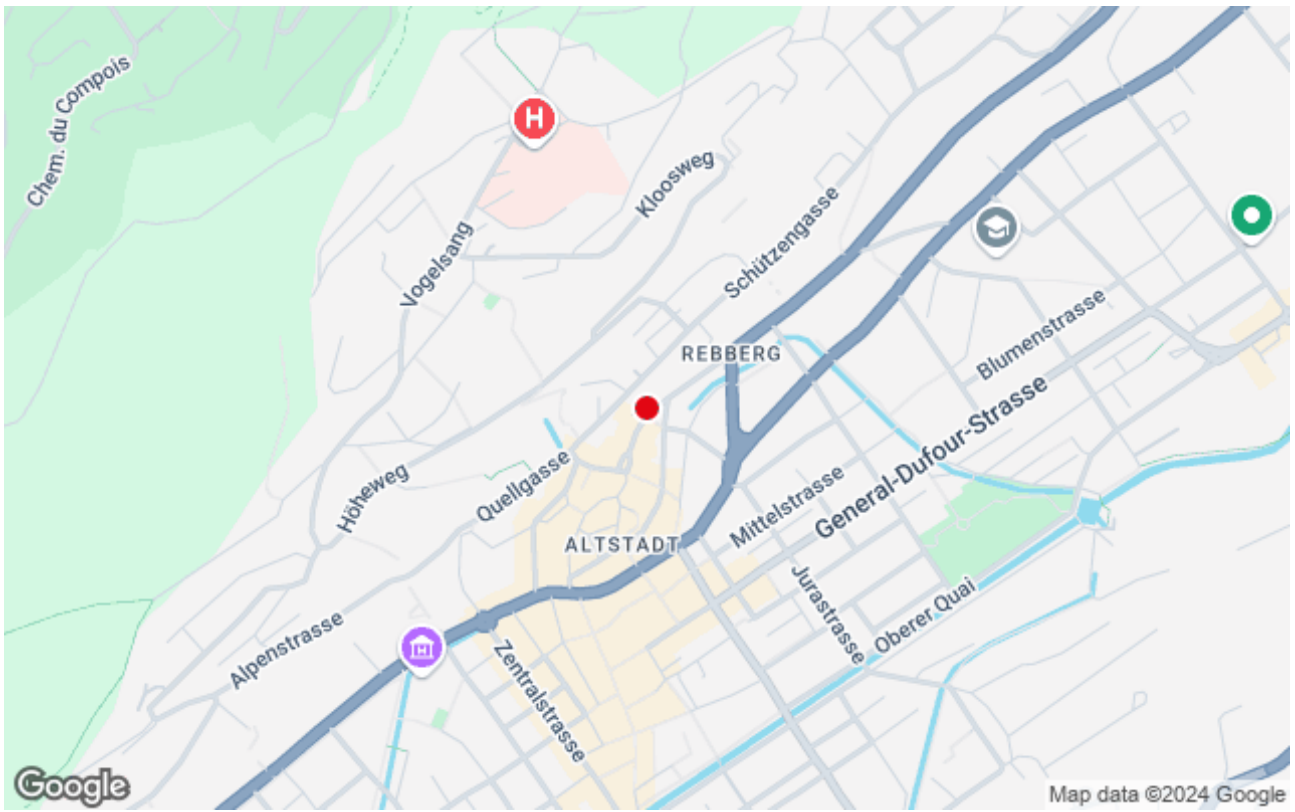 Chem. du Compois
H
Kloosweg
Vogelsang
Schützengasse
REBBERG
Blumenstrasse
General-Dufour-Strasse
Höheweg
Quellgasse
Mittelstrasse
ALTSTADT
Jurastrasse
Oberer Quai
Alpenstrasse
Zentralstrasse
Google
Map data ©2024 Google